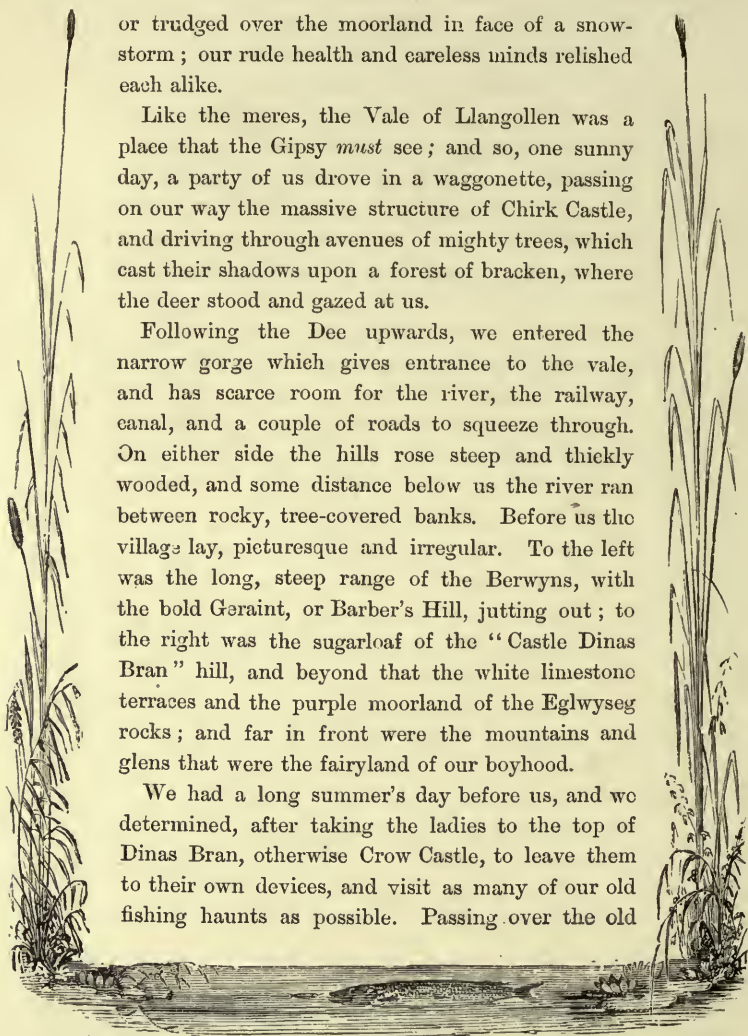 or trudged over the moorland in face of a snow-
storm ; our rude health and careless minds relished
each alike.
Like the meres, the Vale of Llangollen was a
place that the Gipsy must see ; and so, one sunny
day, a party of us drove in a waggonette, passing
on our way the massive structure of Chirk Castle,
and driving through avenues of mighty trees, which
cast their shadows upon a forest of bracken, where
the deer stood and gazed at us.
Following the Dee upwards, we entered the
narrow gorge which gives entrance to the vale,
and has scarce room for the river, the railway,
canal, and a couple of roads to squeeze through.
On either side the hills rose steep and thickly
wooded, and some distance below us the river ran
between rocky, tree-covered banks. Before us the
village lay, picturesque and irregular. To the left
was the long, steep range of the Berwyns, with
the bold Geraint, or Barber's Hill, jutting out ; to
the right was the sugarloaf of the “ Castle Dinas
Bran ” hill, and beyond that the white limestone
terraces and the purple moorland of the Eglwyseg
rocks ; and far in front were the mountains and
glens that were the fairyland of our boyhood.
We had a long summer's day before us, and we
determined, after taking the ladies to the top of
Dinas Bran, otherwise Crow Castle, to leave them
to their own devices, and visit as many of our old
fishing haunts as possible. Passing over the old